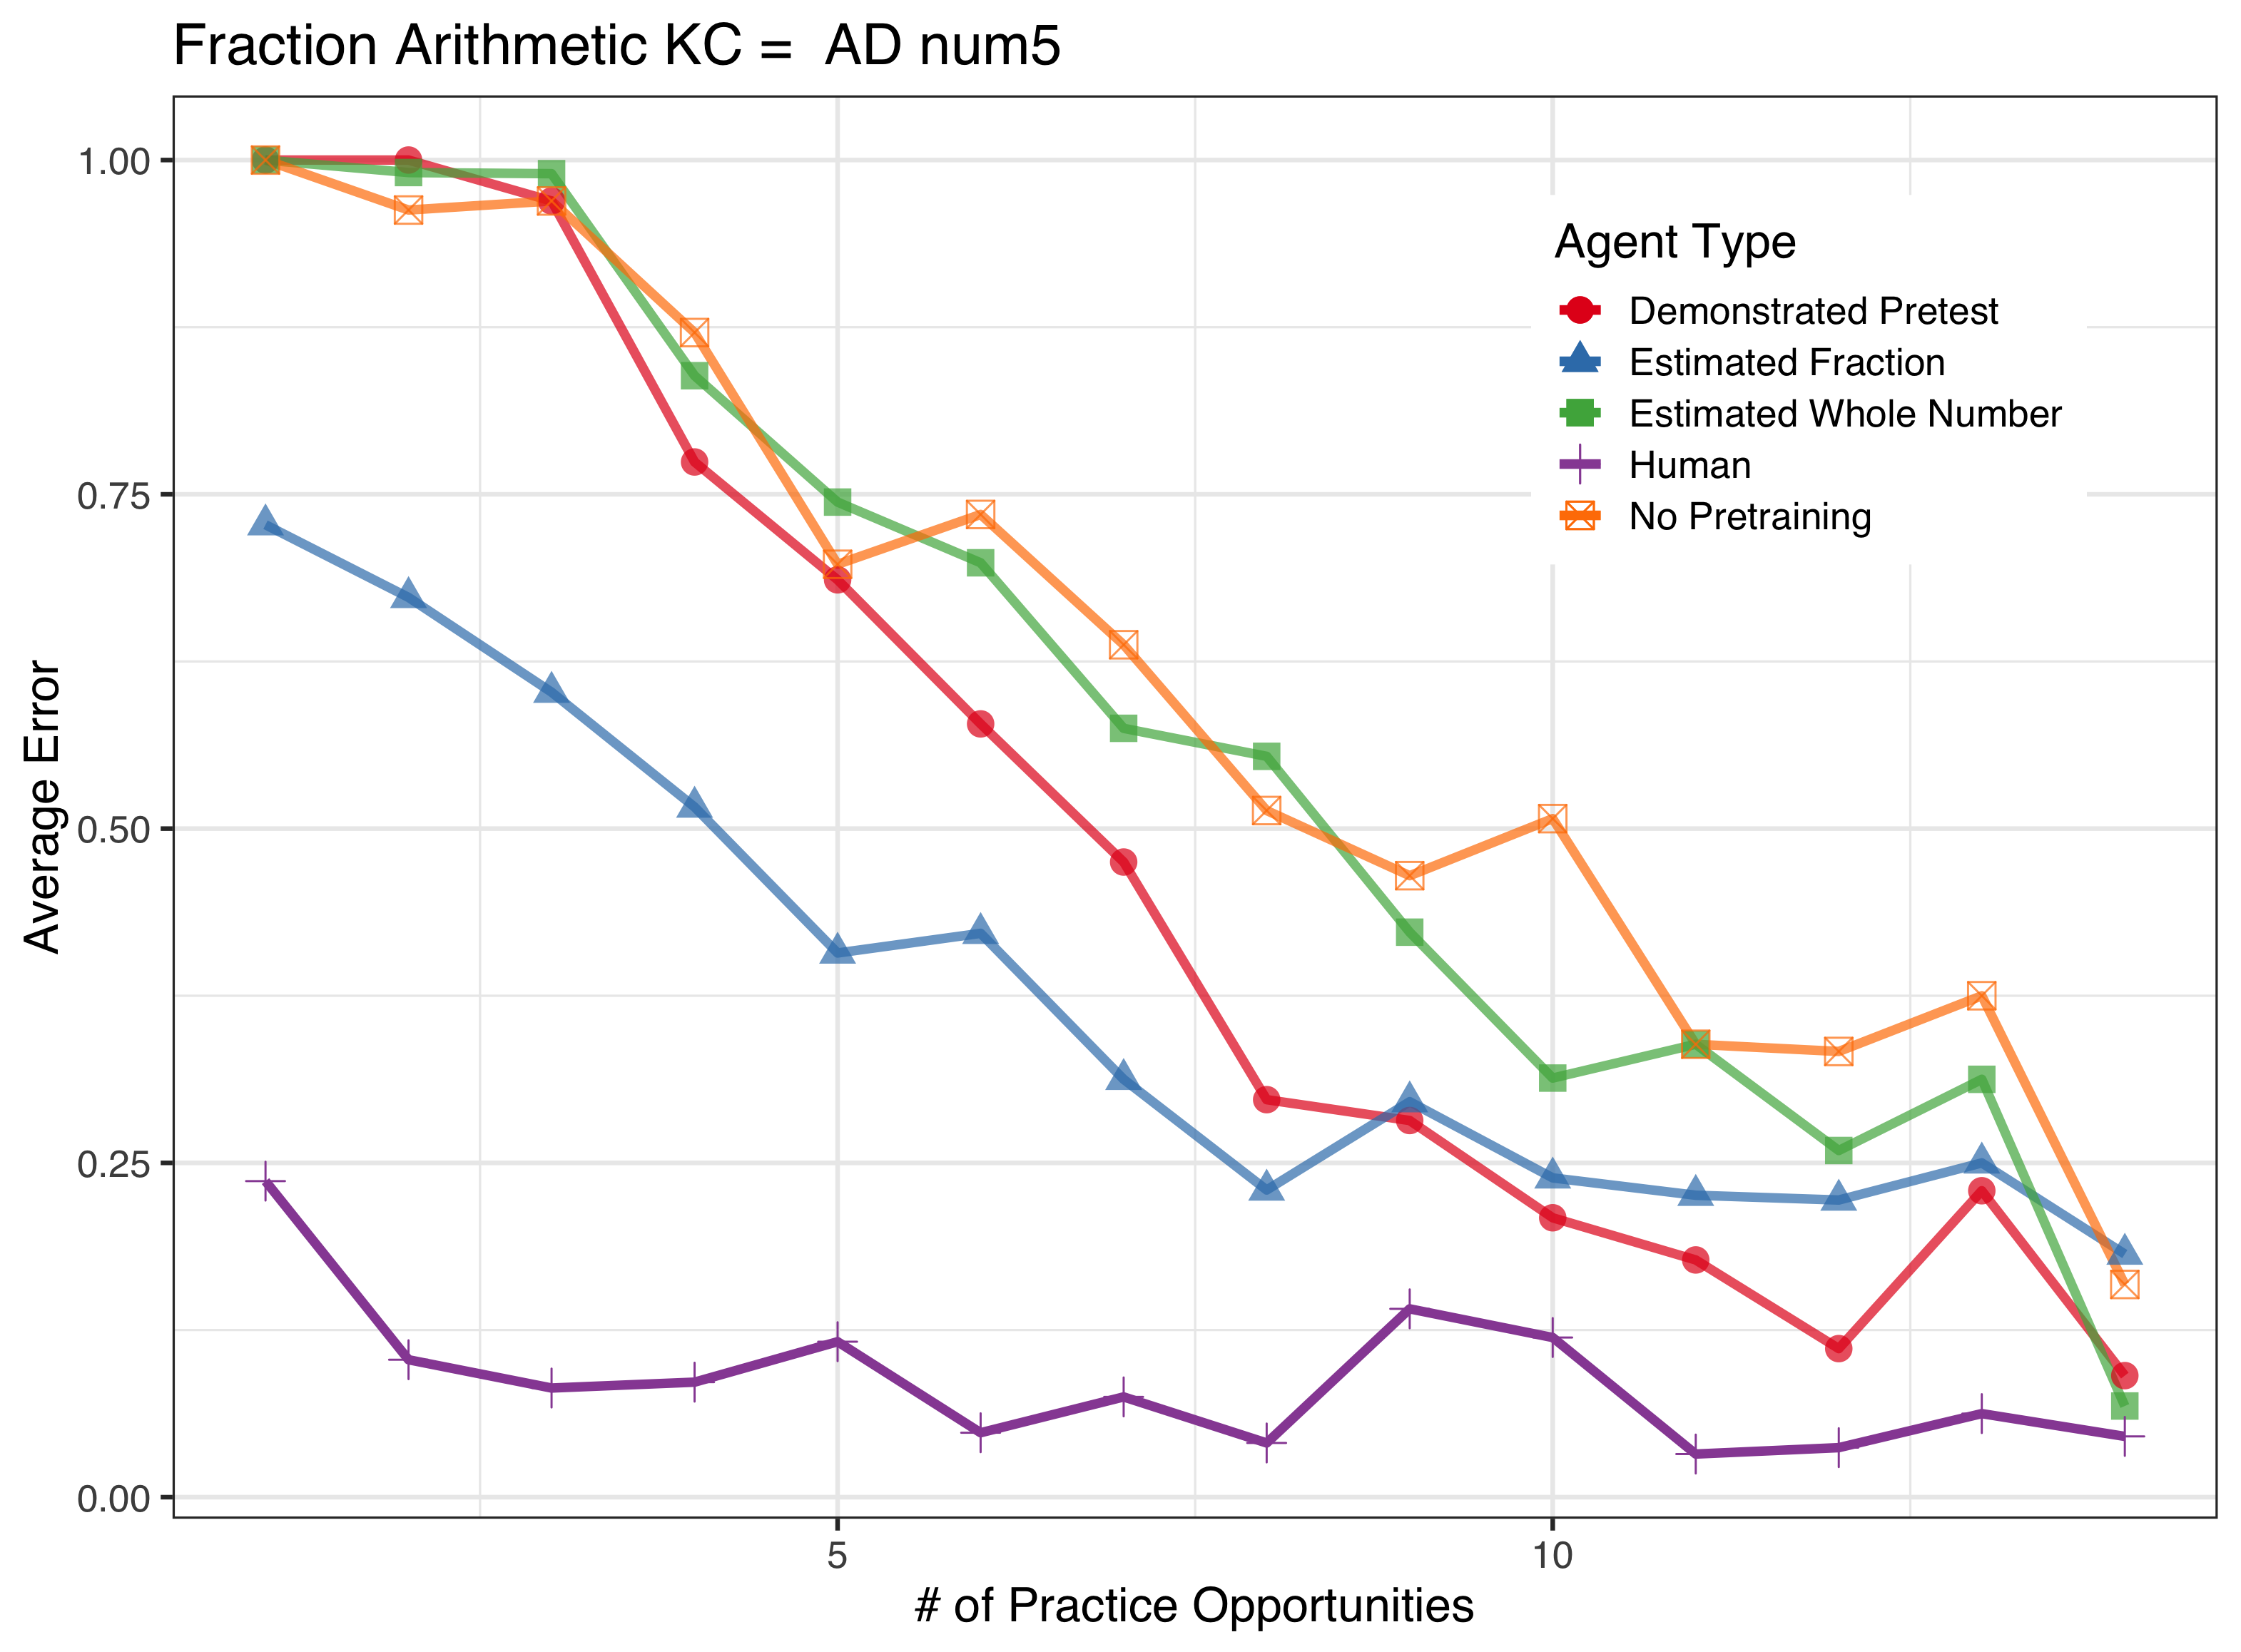 Fraction Arithmetic KC =  AD num5
1.00
0.75
0.50
0.25
0.00
Average Error
Agent Type
Demonstrated Pretest
Estimated Fraction
Estimated Whole Number
Human
No Pretraining
5
10
# of Practice Opportunities